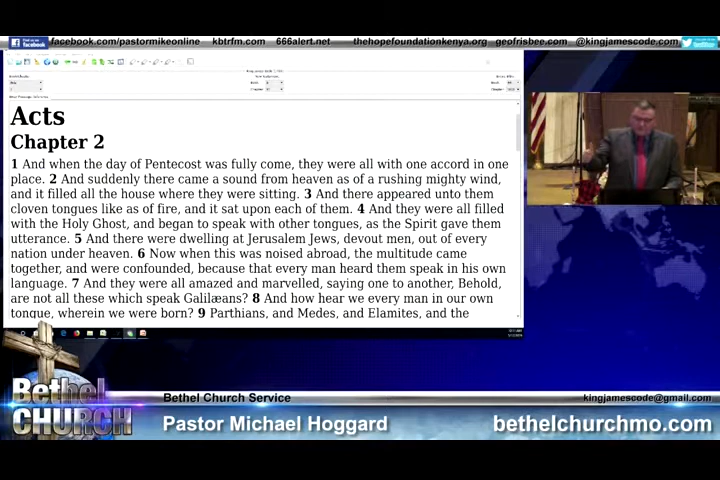 Find us on facebook
facebook.com/pastormikeonline kbtrfm.com 666alert.net thehopefoundationkenya.org geofrisbee.com @kingjamescode.com
Acts
Chapter 2
1 And when the day of Pentecost was fully come, they were all with one accord in one
place. 2 And suddenly there came a sound from heaven as of a rushing mighty wind,
and it filled all the house where they were sitting. 3 And there appeared unto them
cloven tongues like as of fire, and it sat upon each of them. 4 And they were all filled
with the Holy Ghost, and began to speak with other tongues, as the Spirit gave them
utterance. 5 And there were dwelling at Jerusalem Jews, devout men, out of every
nation under heaven. 6 Now when this was noised abroad, the multitude came
together, and were confounded, because that every man heard them speak in his own
language. 7 And they were all amazed and marvelled, saying one to another, Behold,
are not all these which speak Galilæans? 8 And how hear we every man in our own
tongue, wherein we were born? 9 Parthians, and Medes, and Elamites, and the
Bethel
CHURCH
Bethel Church Service
kingjamescode@gmail.com
Pastor Michael Hoggard
bethelchurchmo.com